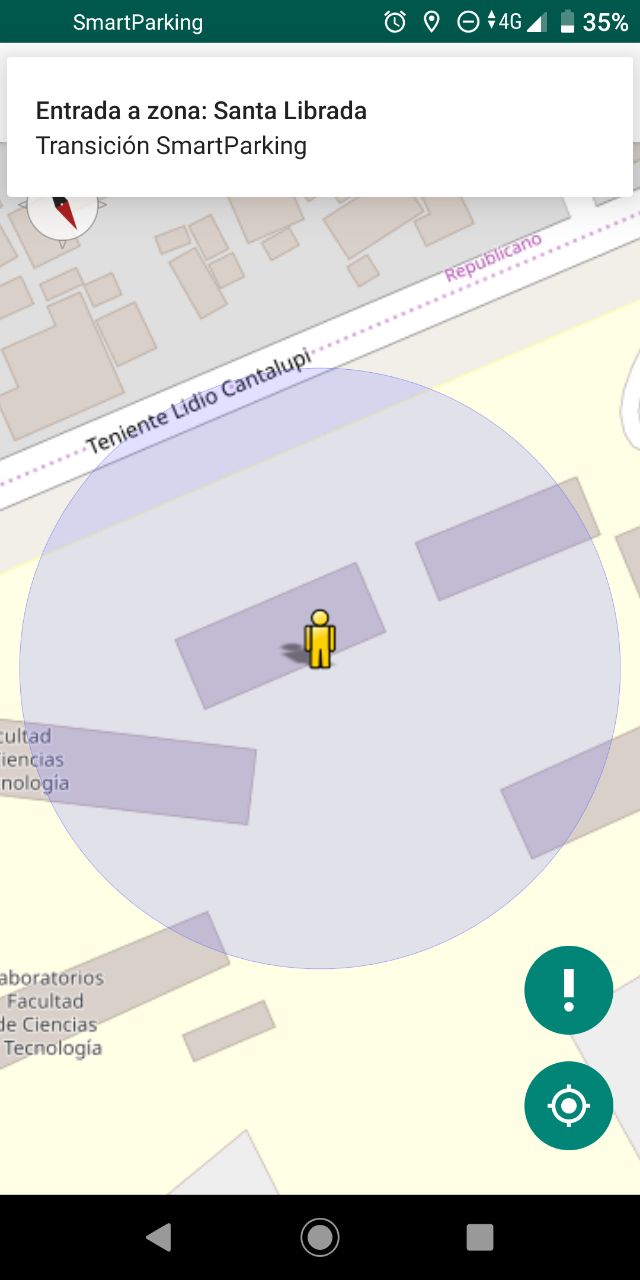 SmartParking
4G
35%
Entrada a zona: Santa Librada
Transición SmartParking
Republicano
Teniente Lidio Cantalupi
cultad
iencias
nología
aboratorios
Facultad
de Ciencias
Tecnología